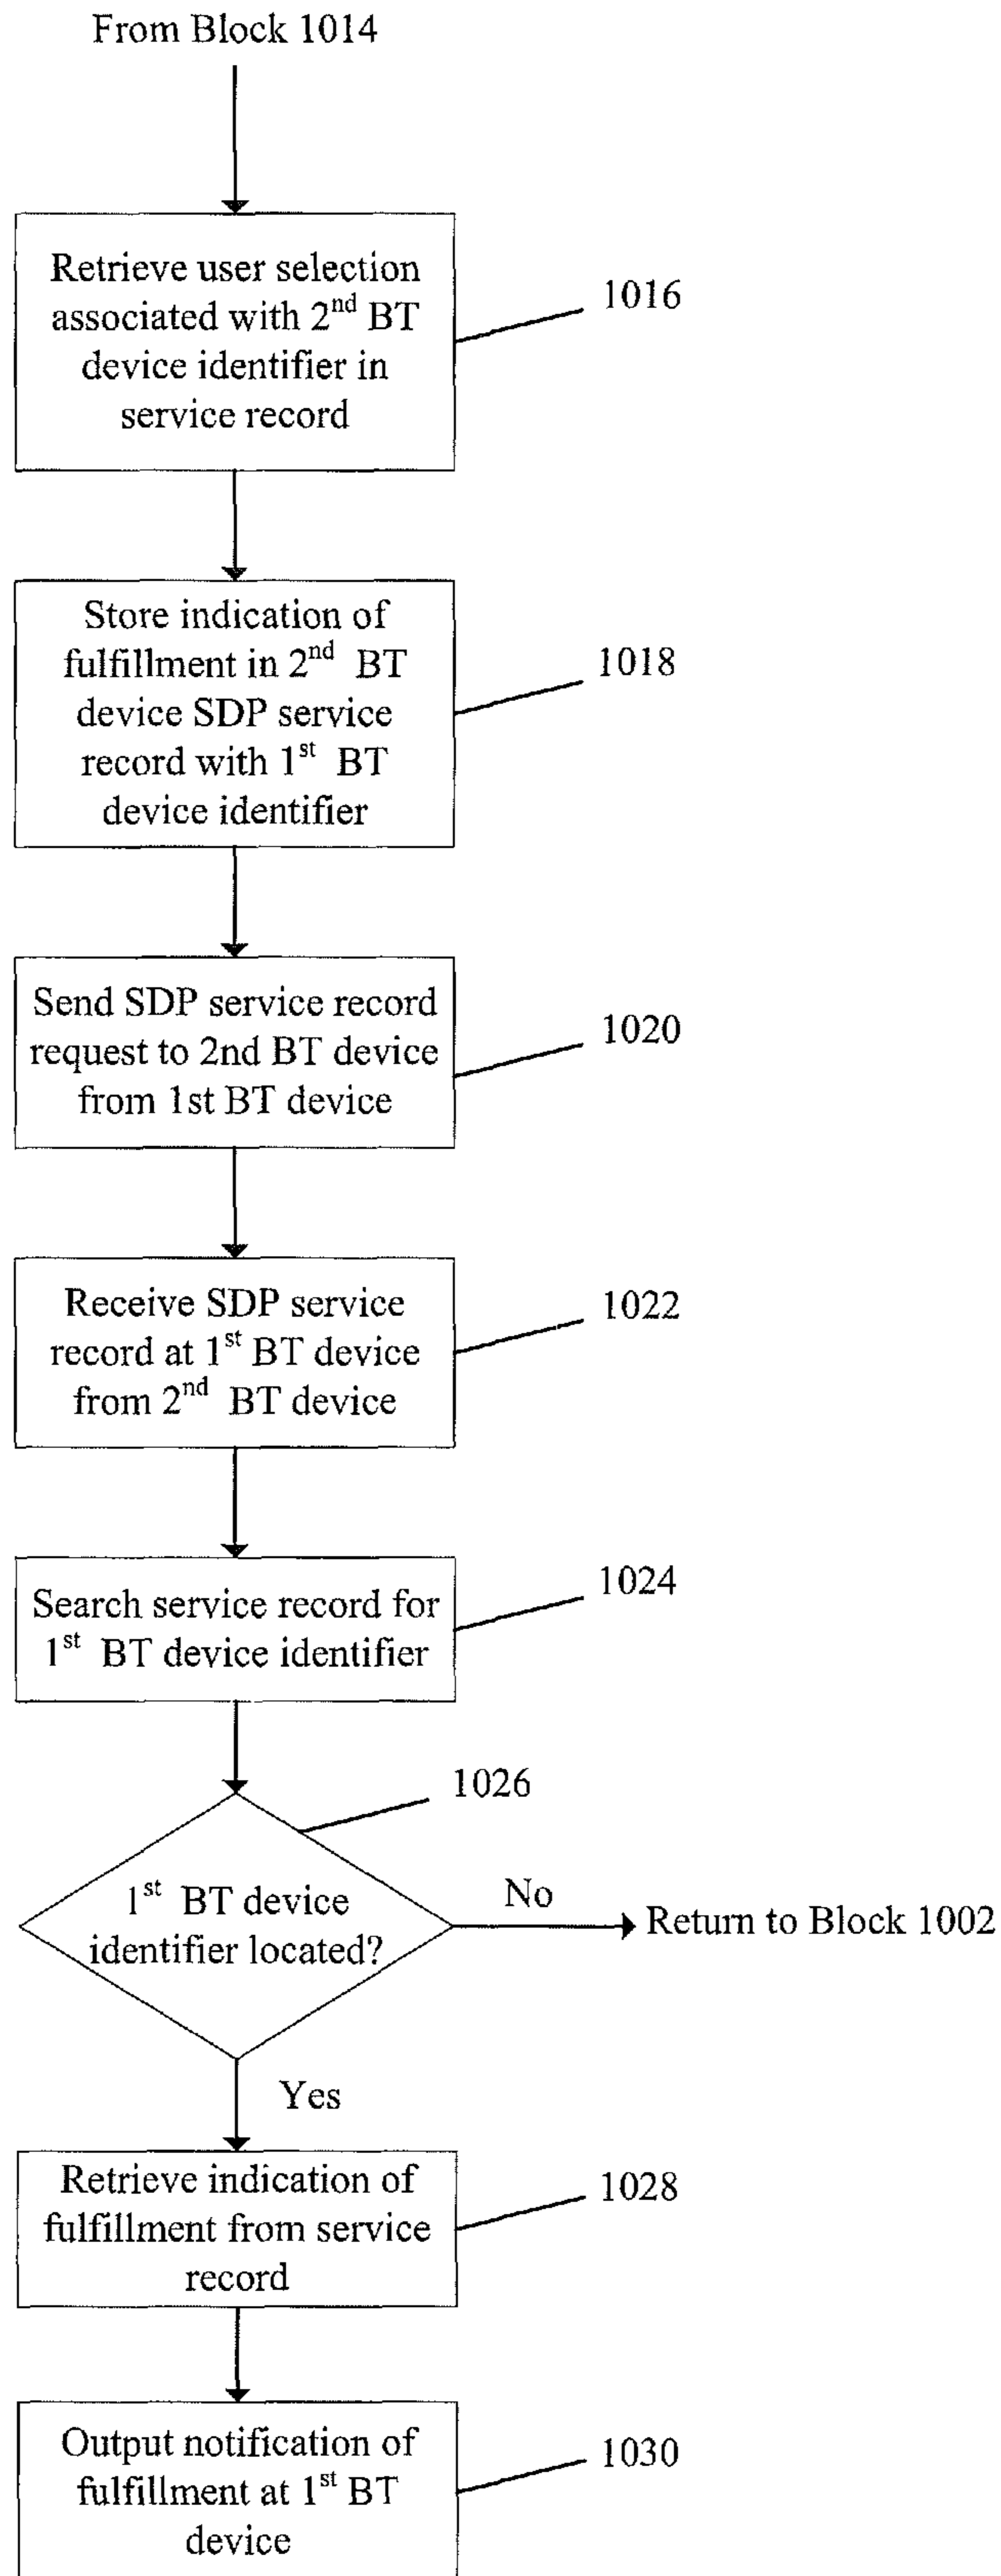 From Block 1014
Retrieve user selection
associated with 2nd BT
device identifier in
service record
1016
Store indication of
fulfillment in 2nd BT
device SDP service
record with 1st BT
device identifier
1018
Send SDP service record
request to 2nd BT device
from 1st BT device
1020
Receive SDP service
record at 1st BT device
from 2nd BT device
1022
Search service record for
1st BT device identifier
1024
1026
1st BT device
identifier located?
No
Return to Block 1002
Yes
Retrieve indication of
fulfillment from service
record
1028
Output notification of
fulfillment at 1st BT
device
1030